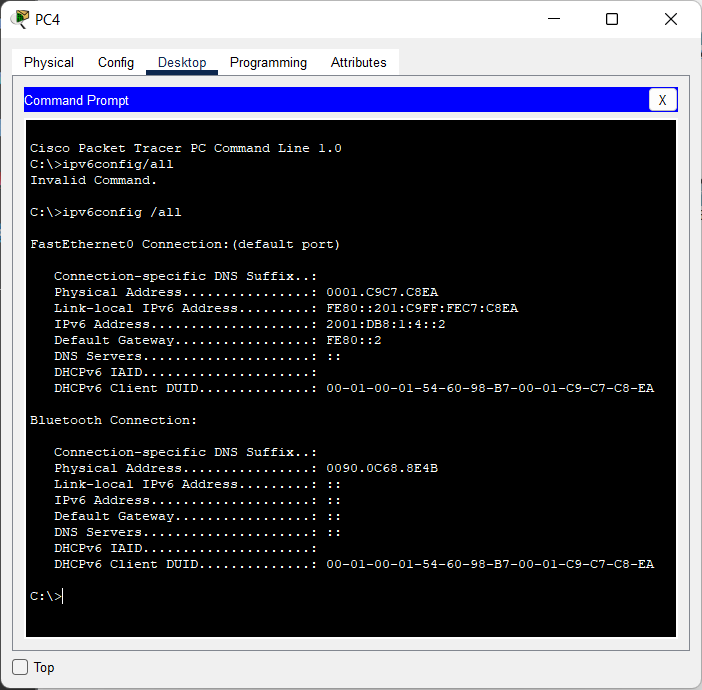 PC4
Physical Config Desktop Programming Attributes
Command Prompt X
Cisco Packet Tracer PC Command Line 1.0
C:\>ipv6config/all
Invalid Command.
C:\>ipv6config /all
FastEthernet0 Connection:(default port)
Connection-specific DNS Suffix..:
Physical Address................: 0001.C9C7.C8EA
Link-local IPv6 Address.........: FE80::201:C9FF:FEC7:C8EA
IPv6 Address....................: 2001:DB8:1:4::2
Default Gateway.................: FE80::2
DNS Servers.....................: ::
DHCPv6 IAID.....................:
DHCPv6 Client DUID..............: 00-01-00-01-54-60-98-B7-00-01-C9-C7-C8-EA
Bluetooth Connection:
Connection-specific DNS Suffix..:
Physical Address................: 0090.0C68.8E4B
Link-local IPv6 Address.........: ::
IPv6 Address....................: ::
Default Gateway.................: ::
DNS Servers.....................: ::
DHCPv6 IAID.....................:
DHCPv6 Client DUID..............: 00-01-00-01-54-60-98-B7-00-01-C9-C7-C8-EA
C:\>
Top